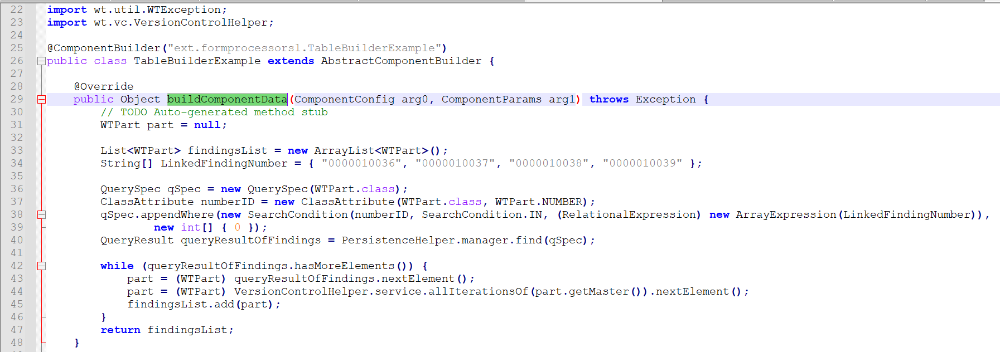 22 import wt.util.WTException;
23 import wt.vc.VersionControlHelper;
24
25 @ComponentBuilder("ext.formprocessors1.TableBuilderExample")
26 public class TableBuilderExample extends AbstractComponentBuilder {
27
28     @Override
29     public Object buildComponentData(ComponentConfig arg0, ComponentParams arg1) throws Exception {
30         // TODO Auto-generated method stub
31         WTPart part = null;
32
33         List<WTPart> findingsList = new ArrayList<WTPart>();
34         String[] LinkedFindingNumber = { "0000010036", "0000010037", "0000010038", "0000010039" };
35
36         QuerySpec qSpec = new QuerySpec(WTPart.class);
37         ClassAttribute numberID = new ClassAttribute(WTPart.class, WTPart.NUMBER);
38         qSpec.appendWhere(new SearchCondition(numberID, SearchCondition.IN, (RelationalExpression) new ArrayExpression(LinkedFindingNumber)),
39                 new int[] { 0 });
40         QueryResult queryResultOfFindings = PersistenceHelper.manager.find(qSpec);
41
42         while (queryResultOfFindings.hasMoreElements()) {
43             part = (WTPart) queryResultOfFindings.nextElement();
44             part = (WTPart) VersionControlHelper.service.allIterationsOf(part.getMaster()).nextElement();
45             findingsList.add(part);
46         }
47         return findingsList;
48     }